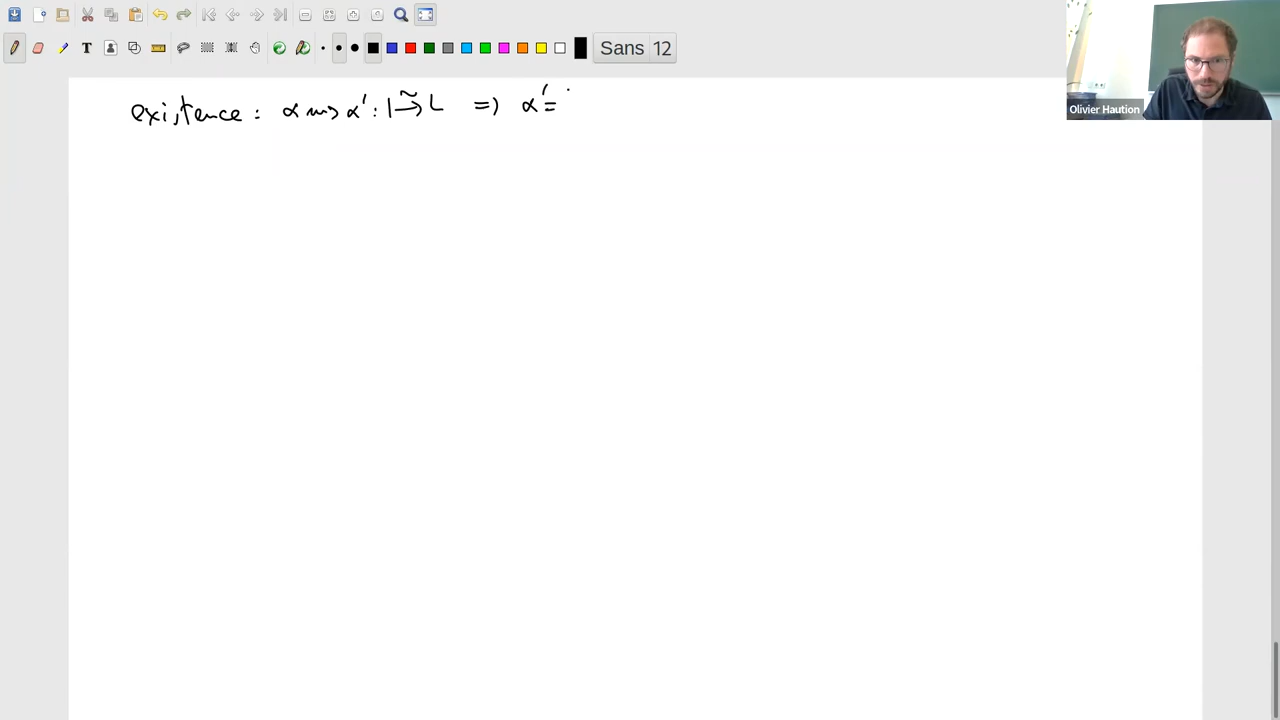 Sans 12
Olivier Haution
existence : α ⇝ α' : 1 ⥲ L ⇒ α' =